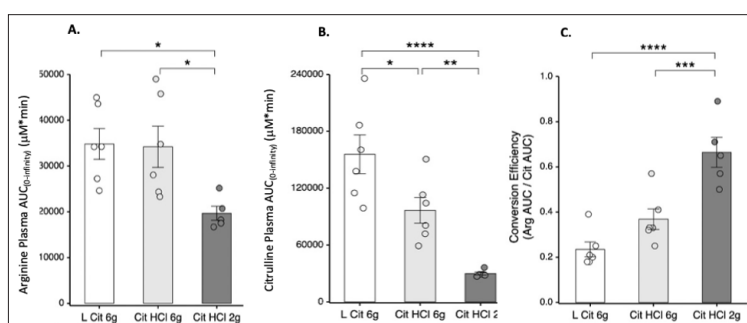 A.
*
*
Arginine Plasma AUC(0-infinity) (μM*min)
50000
40000
30000
20000
10000
0
L Cit 6g Cit HCl 6g Cit HCl 2g
B.
****
* **
Citrulline Plasma AUC(0-infinity) (μM*min)
240000
180000
120000
60000
0
L Cit 6g Cit HCl 6g Cit HCl 2
C.
****
***
Conversion Efficiency
(Arg AUC / Cit AUC)
1.0
0.8
0.6
0.4
0.2
0.0
L Cit 6g Cit HCl 6g Cit HCl 2g